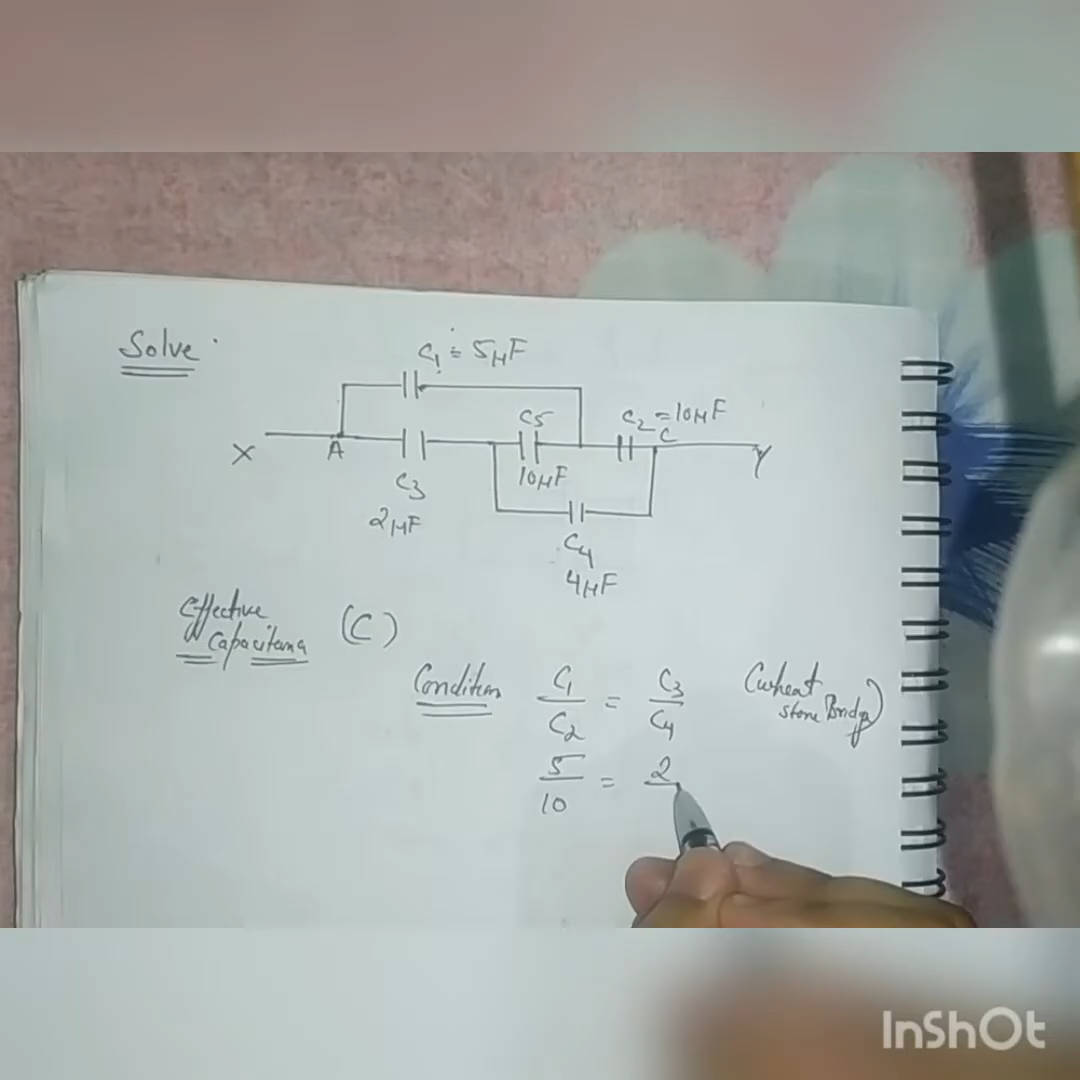 Solve
C1 = 5μF
C5
C2 = 10μF
C
X
A
Y
C3
10μF
2μF
C4
4μF
Effective
Capacitana (C)
Condition C1/C2 = C3/C4 (wheat
stone Bridge)
5/10 = 2
InShOt